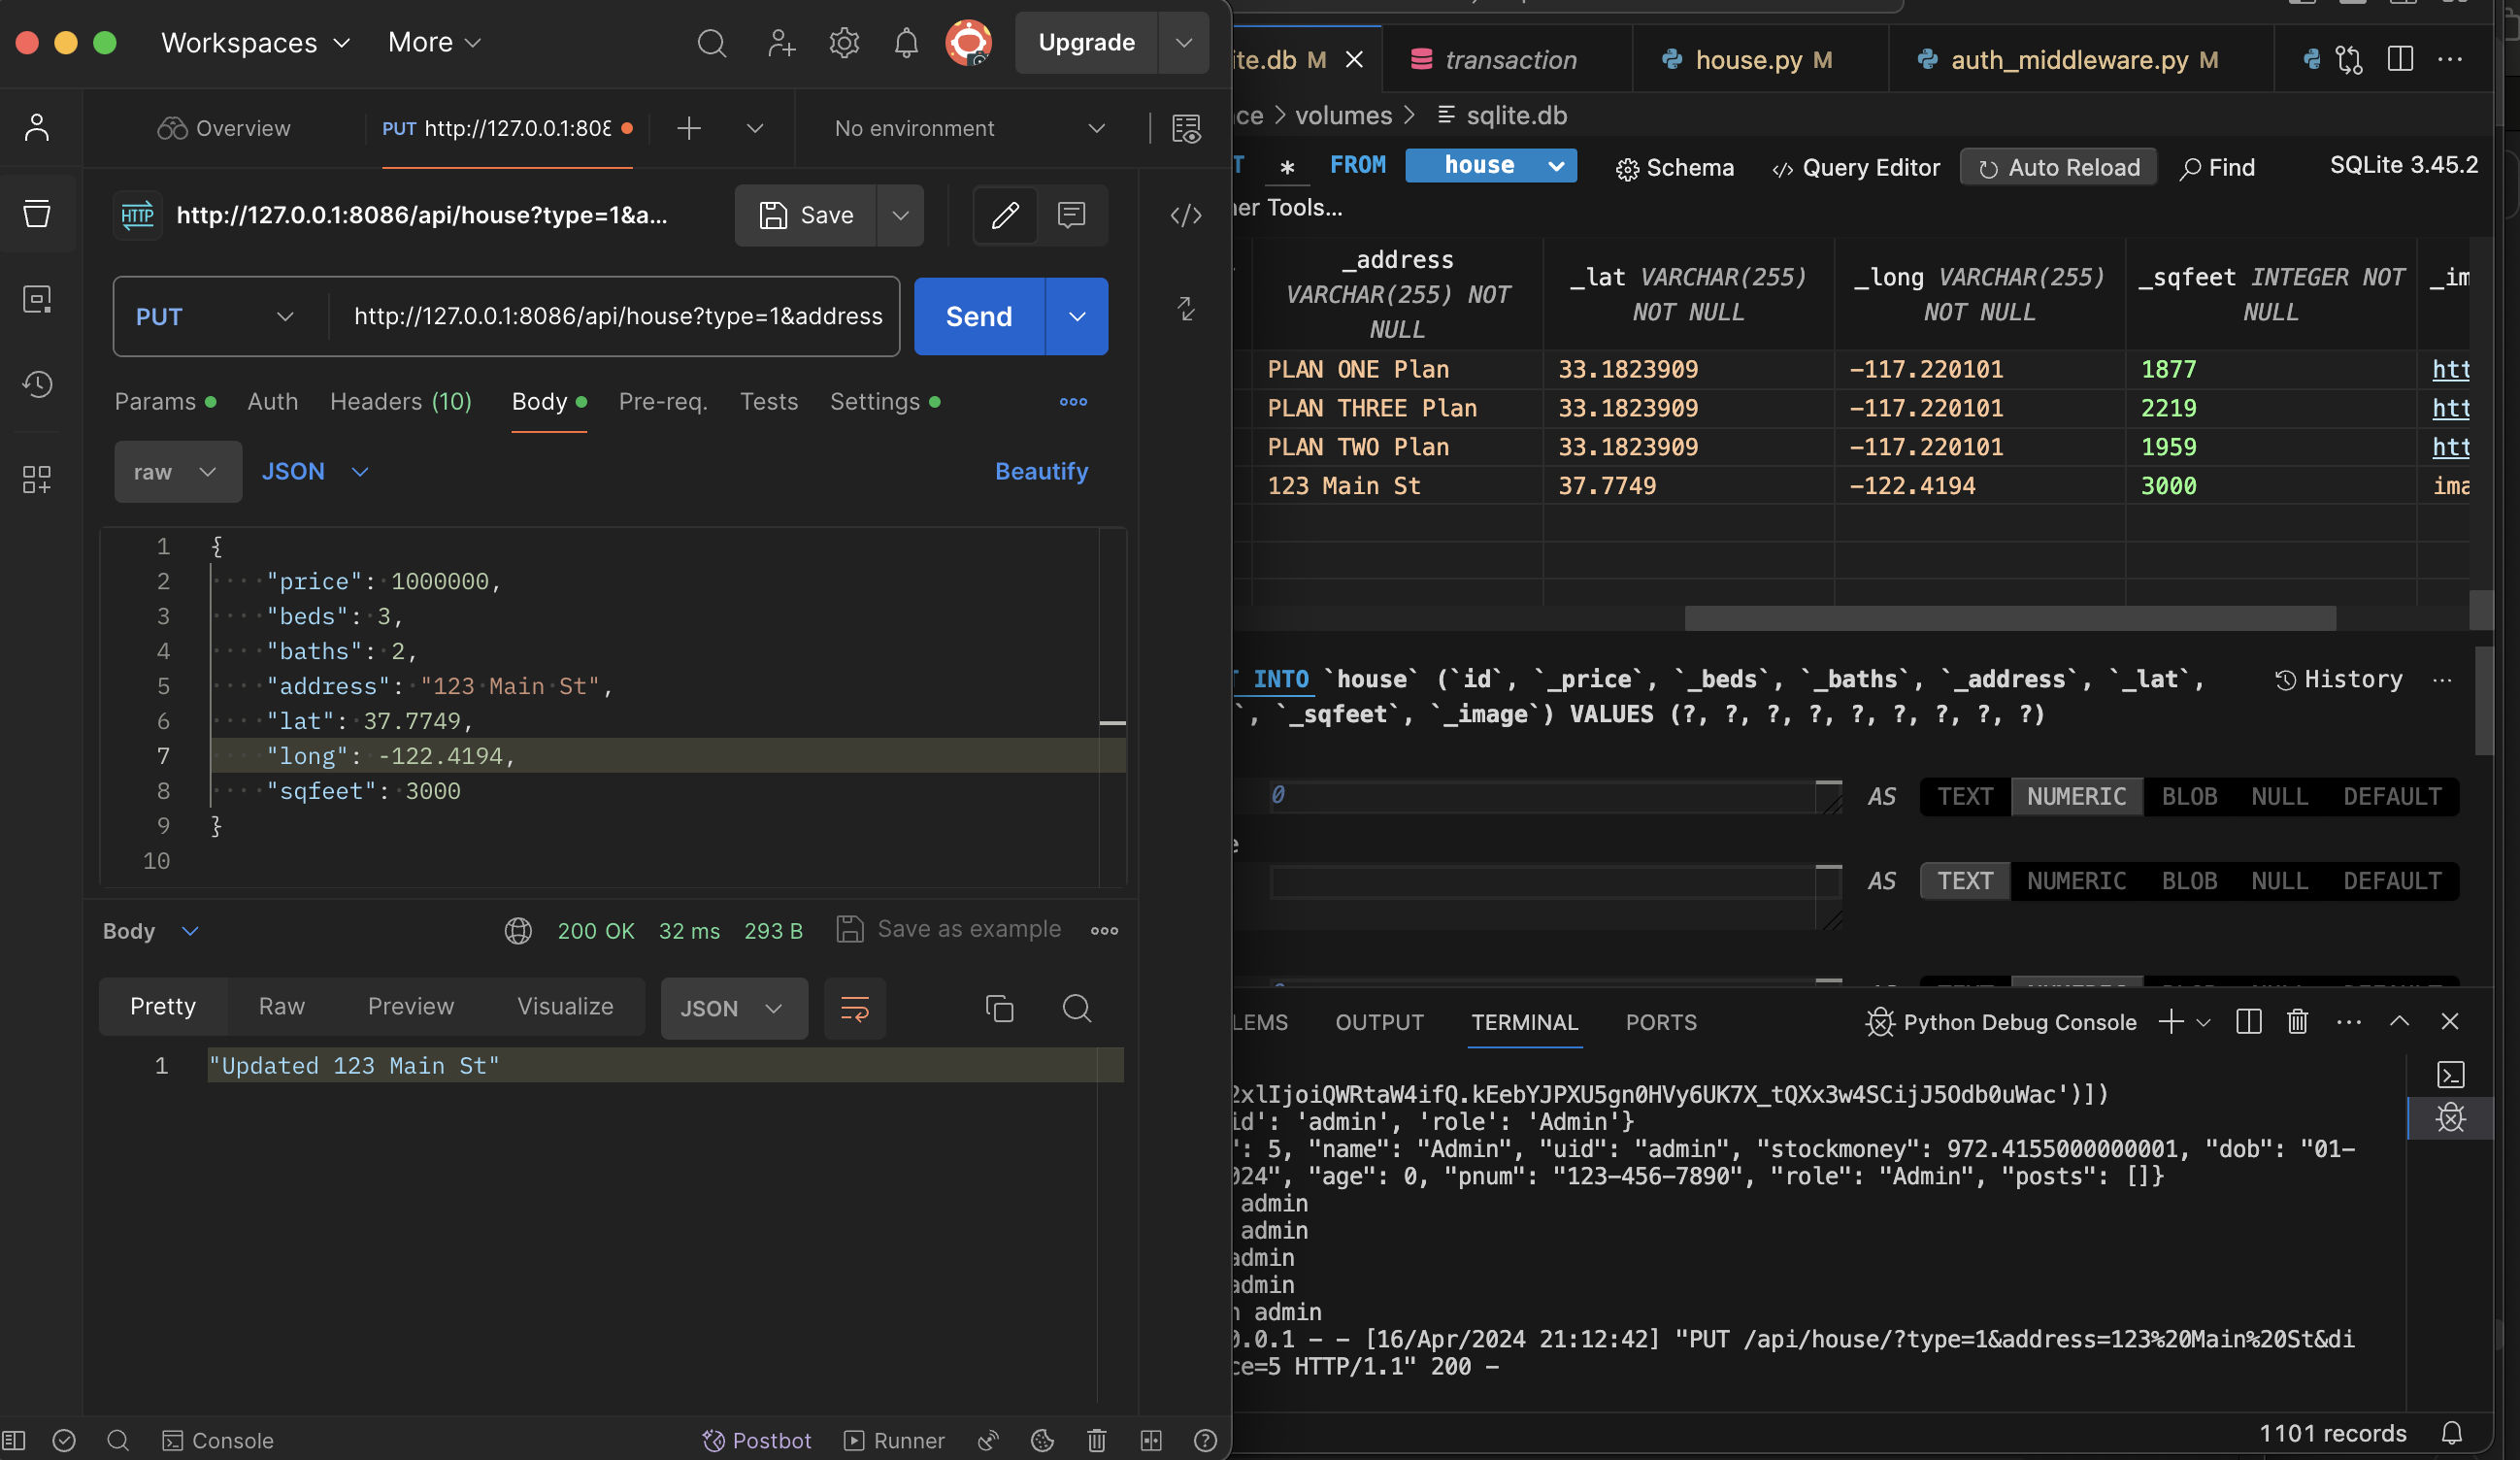 Workspaces More Upgrade
Overview PUT http://127.0.0.1:808 No environment
HTTP http://127.0.0.1:8086/api/house?type=1&a... Save
PUT http://127.0.0.1:8086/api/house?type=1&address Send
Params Auth Headers (10) Body Pre-req. Tests Settings
raw JSON Beautify
1 {
2 "price": 1000000,
3 "beds": 3,
4 "baths": 2,
5 "address": "123 Main St",
6 "lat": 37.7749,
7 "long": -122.4194,
8 "sqfeet": 3000
9 }
10
Body 200 OK 32 ms 293 B Save as example
Pretty Raw Preview Visualize JSON
1 "Updated 123 Main St"
Console Postbot Runner
ite.db M transaction house.py M auth_middleware.py M
ce > volumes > sqlite.db
T * FROM house Schema Query Editor Auto Reload Find SQLite 3.45.2
er Tools...
_address VARCHAR(255) NOT NULL
_lat VARCHAR(255) NOT NULL
_long VARCHAR(255) NOT NULL
_sqfeet INTEGER NOT NULL
_im
PLAN ONE Plan 33.1823909 -117.220101 1877 htt
PLAN THREE Plan 33.1823909 -117.220101 2219 htt
PLAN TWO Plan 33.1823909 -117.220101 1959 htt
123 Main St 37.7749 -122.4194 3000 ima
T INTO `house` (`id`, `_price`, `_beds`, `_baths`, `_address`, `_lat`, History
`, `_sqfeet`, `_image`) VALUES (?, ?, ?, ?, ?, ?, ?, ?, ?)
0 AS TEXT NUMERIC BLOB NULL DEFAULT
e
AS TEXT NUMERIC BLOB NULL DEFAULT
LEMS OUTPUT TERMINAL PORTS Python Debug Console
2xlIjoiQWRtaW4ifQ.kEebYJPXU5gn0HVy6UK7X_tQXx3w4SCijJ5Odb0uWac')])
id': 'admin', 'role': 'Admin'}
': 5, "name": "Admin", "uid": "admin", "stockmoney": 972.4155000000001, "dob": "01-
024", "age": 0, "pnum": "123-456-7890", "role": "Admin", "posts": []}
admin
admin
admin
admin
n admin
0.0.1 - - [16/Apr/2024 21:12:42] "PUT /api/house/?type=1&address=123%20Main%20St&di
ce=5 HTTP/1.1" 200 -
1101 records